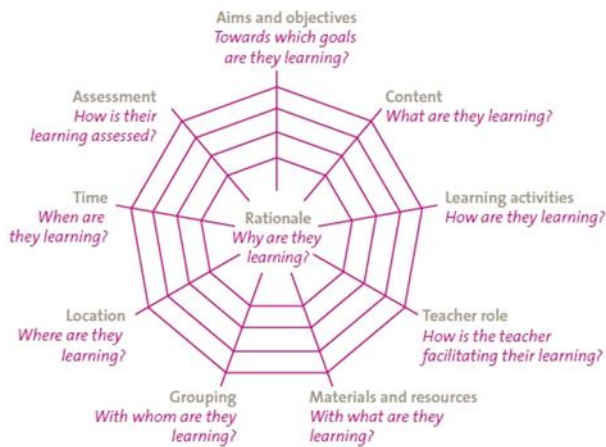 Aims and objectives
Towards which goals
are they learning?
Assessment
How is their
learning assessed?
Content
What are they learning?
Time
When are
they learning?
Rationale
Why are they
learning?
Learning activities
How are they learning?
Location
Where are they
learning?
Teacher role
How is the teacher
facilitating their learning?
Grouping
With whom are they
learning?
Materials and resources
With what are they
learning?